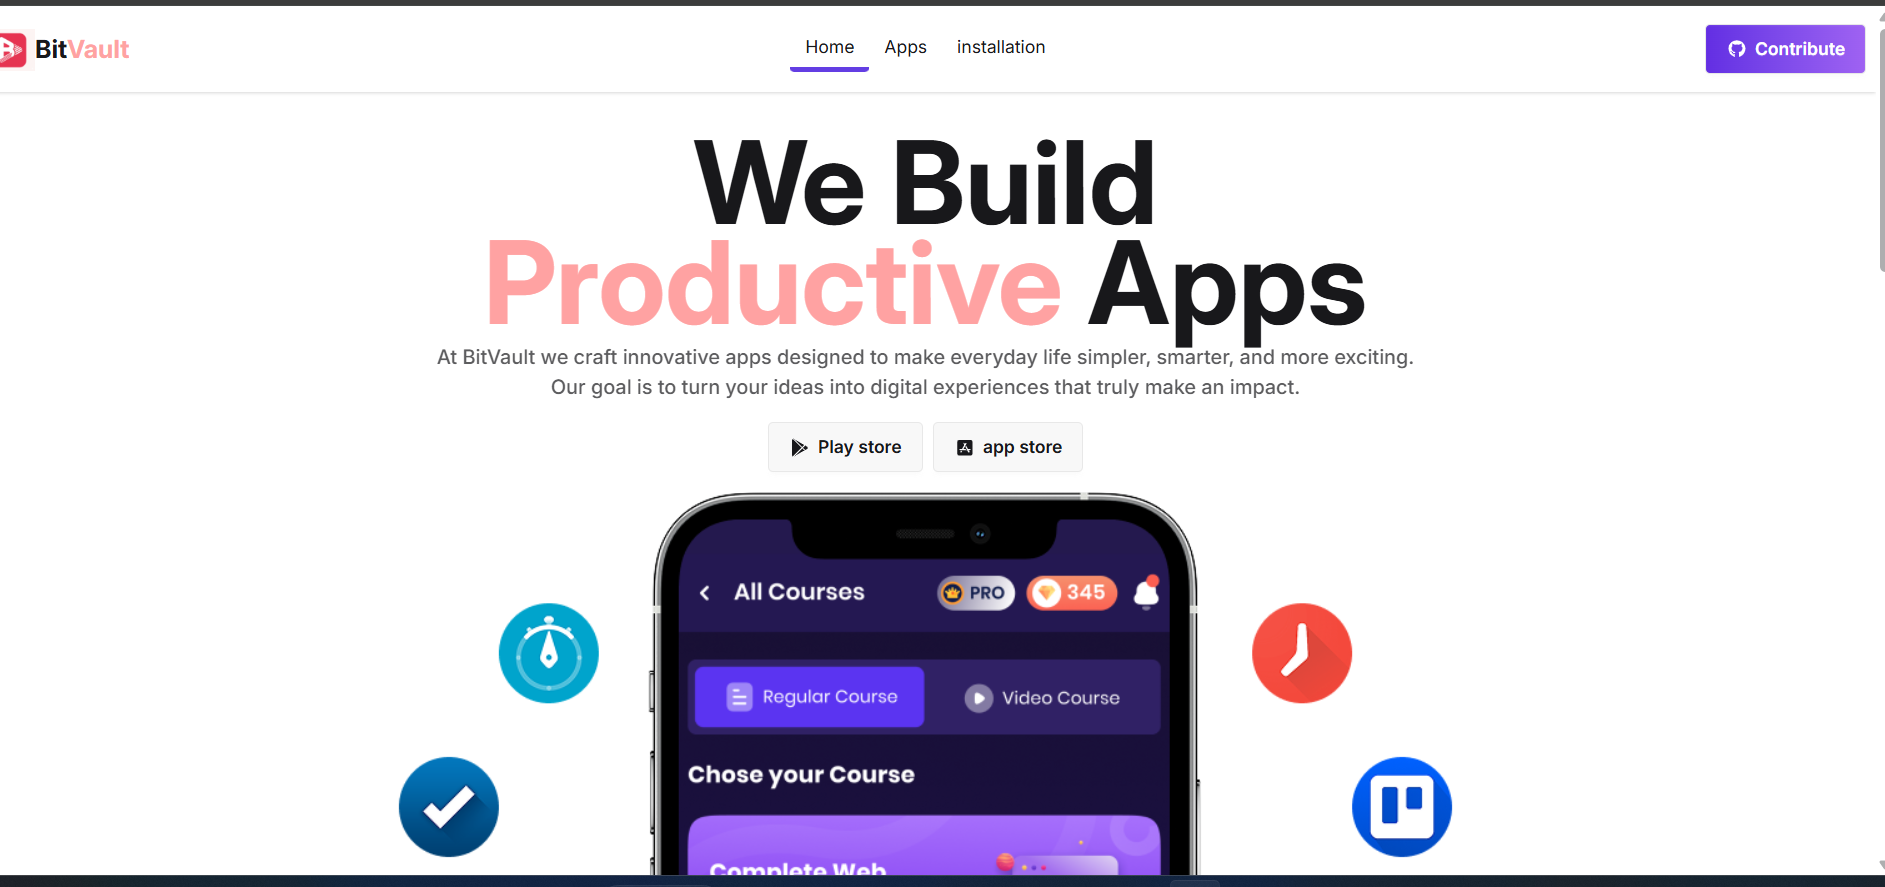 BitVault
Home Apps installation
Contribute
We Build
Productive Apps
At BitVault we craft innovative apps designed to make everyday life simpler, smarter, and more exciting.
Our goal is to turn your ideas into digital experiences that truly make an impact.
Play store app store
All Courses PRO 345
Regular Course Video Course
Chose your Course
Complete Web